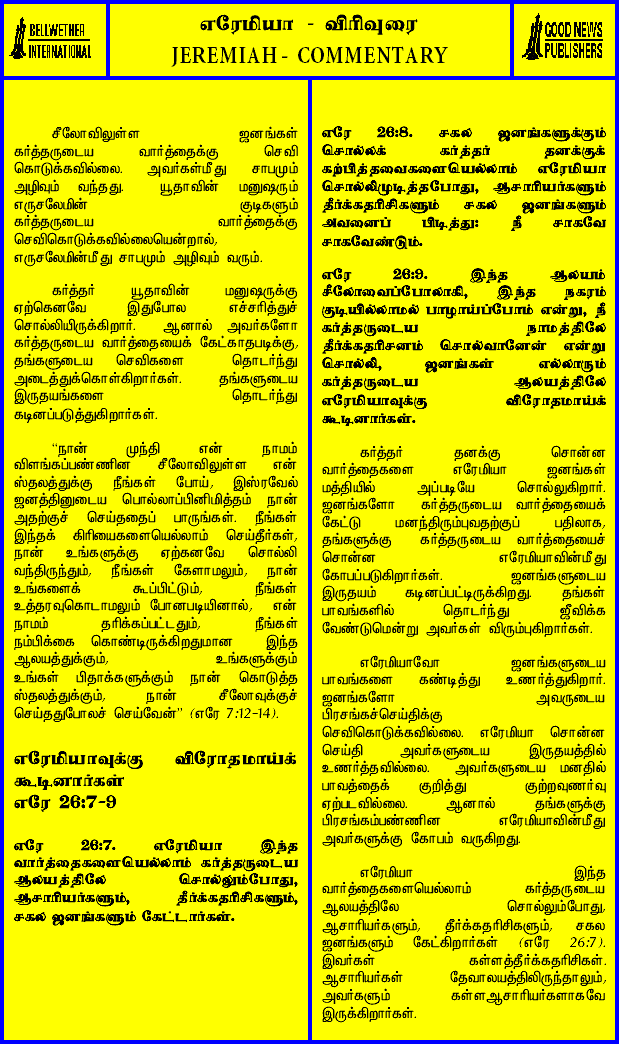 BELLWETHER
INTERNATIONAL
எரேமியா - விரிவுரை
JEREMIAH - COMMENTARY
GOOD NEWS
PUBLISHERS
சீலோவிலுள்ள ஜனங்கள்
கர்த்தருடைய வார்த்தைக்கு செவி
கொடுக்கவில்லை. அவர்கள்மீது சாபமும்
அழிவும் வந்தது. யூதாவின் மனுஷரும்
எருசலேமின் குடிகளும்
கர்த்தருடைய வார்த்தைக்கு
செவிகொடுக்கவில்லையென்றால்,
எருசலேமின்மீது சாபமும் அழிவும் வரும்.
கர்த்தர் யூதாவின் மனுஷருக்கு
ஏற்கெனவே இதுபோல எச்சரித்துச்
சொல்லியிருக்கிறார். ஆனால் அவர்களோ
கர்த்தருடைய வார்த்தையைக் கேட்காதபடிக்கு,
தங்களுடைய செவிகளை தொடர்ந்து
அடைத்துக்கொள்கிறார்கள். தங்களுடைய
இருதயங்களை தொடர்ந்து
கடினப்படுத்துகிறார்கள்.
“நான் முந்தி என் நாமம்
விளங்கப்பண்ணின சீலோவிலுள்ள என்
ஸ்தலத்துக்கு நீங்கள் போய், இஸ்ரவேல்
ஜனத்தினுடைய பொல்லாப்பினிமித்தம் நான்
அதற்குச் செய்ததைப் பாருங்கள். நீங்கள்
இந்தக் கிரியைகளையெல்லாம் செய்தீர்கள்,
நான் உங்களுக்கு ஏற்கனவே சொல்லி
வந்திருந்தும், நீங்கள் கேளாமலும், நான்
உங்களைக் கூப்பிட்டும், நீங்கள்
உத்தரவுகொடாமலும் போனபடியினால், என்
நாமம் தரிக்கப்பட்டதும், நீங்கள்
நம்பிக்கை கொண்டிருக்கிறதுமான இந்த
ஆலயத்துக்கும், உங்களுக்கும்
உங்கள் பிதாக்களுக்கும் நான் கொடுத்த
ஸ்தலத்துக்கும், நான் சீலோவுக்குச்
செய்ததுபோலச் செய்வேன்” (எரே 7:12-14).
எரேமியாவுக்கு விரோதமாய்க்
கூடினார்கள்
எரே 26:7-9
எரே 26:7. எரேமியா இந்த
வார்த்தைகளையெல்லாம் கர்த்தருடைய
ஆலயத்திலே சொல்லும்போது,
ஆசாரியர்களும், தீர்க்கதரிசிகளும்,
சகல ஜனங்களும் கேட்டார்கள்.
எரே 26:8. சகல ஜனங்களுக்கும்
சொல்லக் கர்த்தர் தனக்குக்
கற்பித்தவைகளையெல்லாம் எரேமியா
சொல்லிமுடித்தபோது, ஆசாரியர்களும்
தீர்க்கதரிசிகளும் சகல ஜனங்களும்
அவனைப் பிடித்து: நீ சாகவே
சாகவேண்டும்.
எரே 26:9. இந்த ஆலயம்
சீலோவைப்போலாகி, இந்த நகரம்
குடியில்லாமல் பாழாய்ப்போம் என்று, நீ
கர்த்தருடைய நாமத்திலே
தீர்க்கதரிசனம் சொல்வானேன் என்று
சொல்லி, ஜனங்கள் எல்லாரும்
கர்த்தருடைய ஆலயத்திலே
எரேமியாவுக்கு விரோதமாய்க்
கூடினார்கள்.
கர்த்தர் தனக்கு சொன்ன
வார்த்தைகளை எரேமியா ஜனங்கள்
மத்தியில் அப்படியே சொல்லுகிறார்.
ஜனங்களோ கர்த்தருடைய வார்த்தையைக்
கேட்டு மனந்திரும்புவதற்குப் பதிலாக,
தங்களுக்கு கர்த்தருடைய வார்த்தையைச்
சொன்ன எரேமியாவின்மீது
கோபப்படுகிறார்கள். ஜனங்களுடைய
இருதயம் கடினப்பட்டிருக்கிறது. தங்கள்
பாவங்களில் தொடர்ந்து ஜீவிக்க
வேண்டுமென்று அவர்கள் விரும்புகிறார்கள்.
எரேமியாவோ ஜனங்களுடைய
பாவங்களை கண்டித்து உணர்த்துகிறார்.
ஜனங்களோ அவருடைய
பிரசங்கச்செய்திக்கு
செவிகொடுக்கவில்லை. எரேமியா சொன்ன
செய்தி அவர்களுடைய இருதயத்தில்
உணர்த்தவில்லை. அவர்களுடைய மனதில்
பாவத்தைக் குறித்து குற்றவுணர்வு
ஏற்படவில்லை. ஆனால் தங்களுக்கு
பிரசங்கம்பண்ணின எரேமியாவின்மீது
அவர்களுக்கு கோபம் வருகிறது.
எரேமியா இந்த
வார்த்தைகளையெல்லாம் கர்த்தருடைய
ஆலயத்திலே சொல்லும்போது,
ஆசாரியர்களும், தீர்க்கதரிசிகளும், சகல
ஜனங்களும் கேட்கிறார்கள் (எரே 26:7).
இவர்கள் கள்ளத்தீர்க்கதரிசிகள்.
ஆசாரியர்கள் தேவாலயத்திலிருந்தாலும்,
அவர்களும் கள்ளஆசாரியர்களாகவே
இருக்கிறார்கள்.